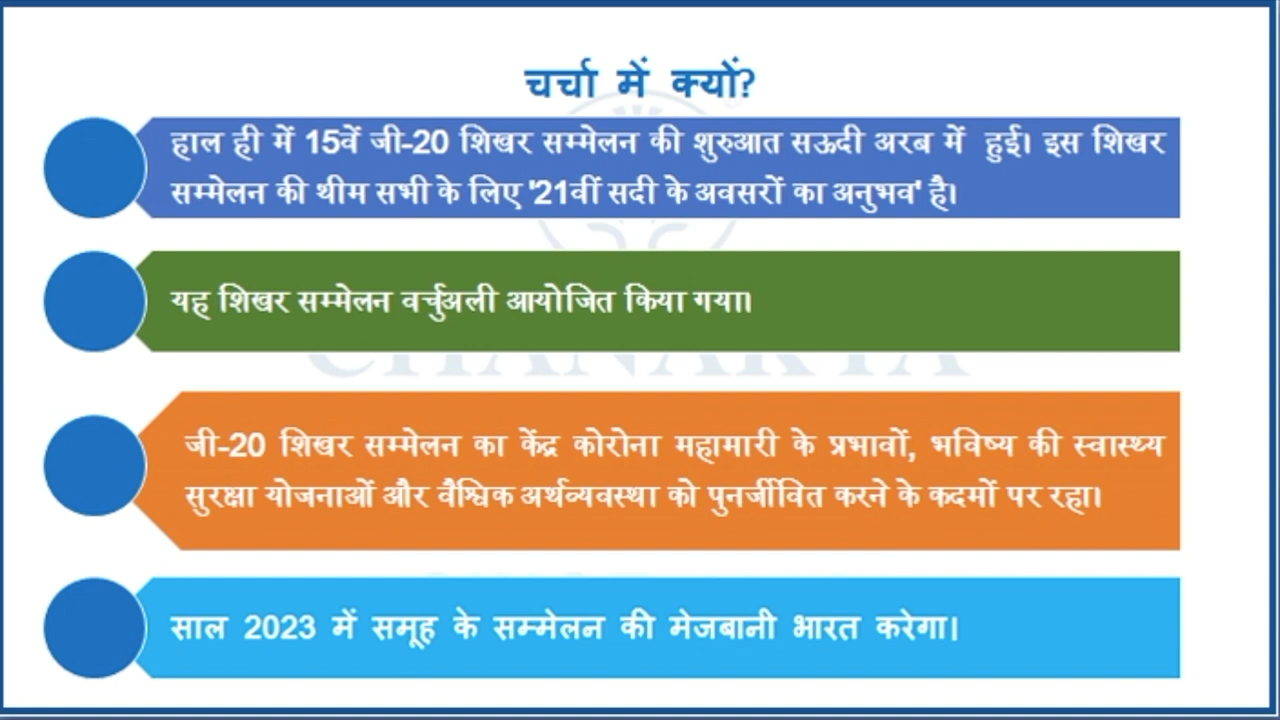 चर्चा में क्यों?
हाल ही में 15वें जी-20 शिखर सम्मेलन की शुरुआत सऊदी अरब में हुई। इस शिखर
सम्मेलन की थीम सभी के लिए '21वीं सदी के अवसरों का अनुभव' है।
यह शिखर सम्मेलन वर्चुअली आयोजित किया गया।
CHANAKYA
जी-20 शिखर सम्मेलन का केंद्र कोरोना महामारी के प्रभावों, भविष्य की स्वास्थ्य
सुरक्षा योजनाओं और वैश्विक अर्थव्यवस्था को पुनर्जीवित करने के कदमों पर रहा।
साल 2023 में समूह के सम्मेलन की मेजबानी भारत करेगा।